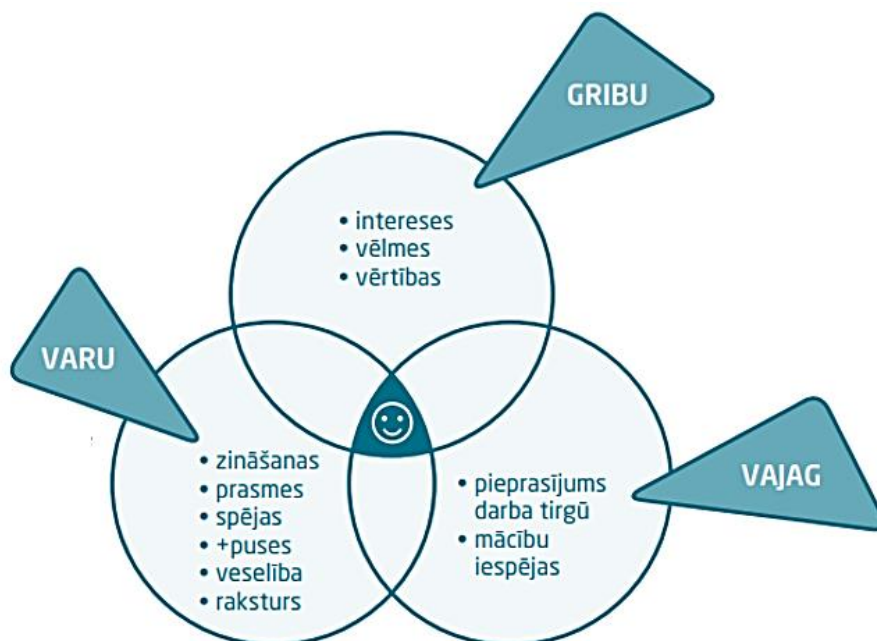 GRIBU
• intereses
• vēlmes
• vērtības
VARU
• zināšanas
• prasmes
• spējas
• +puses
• veselība
• raksturs
VAJAG
• pieprasījums
darba tirgū
• mācību
iespējas